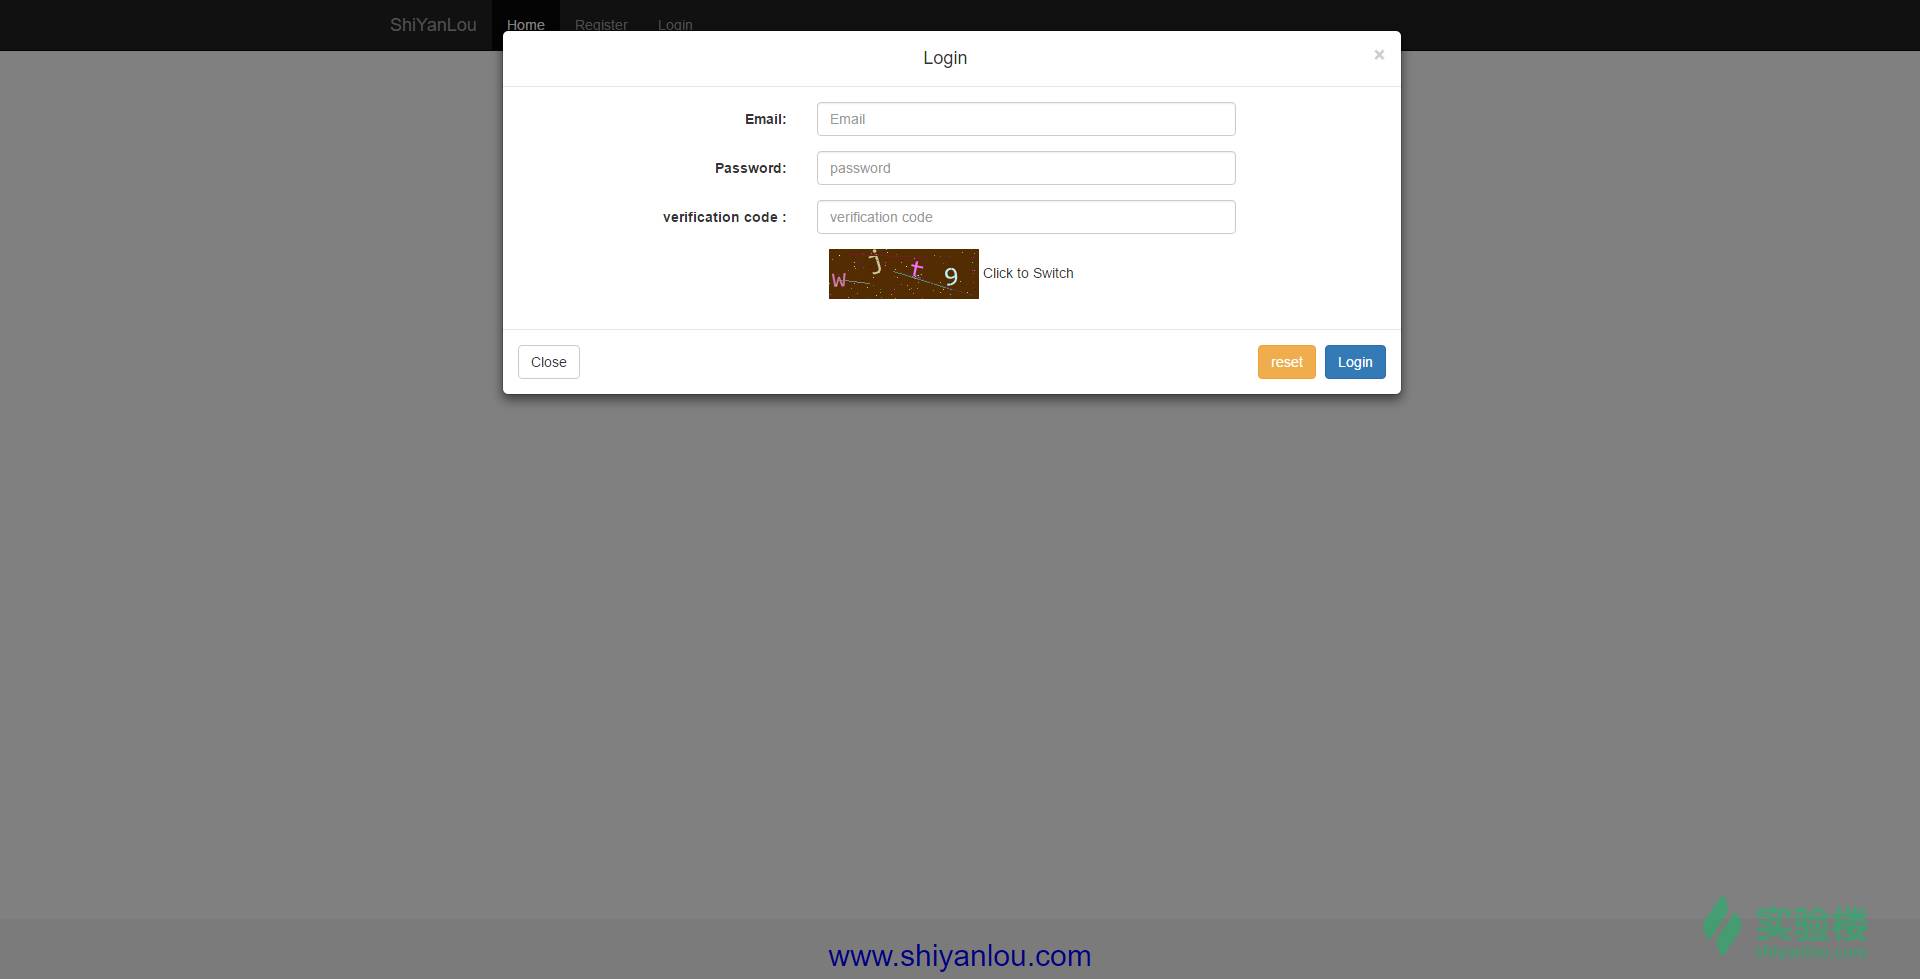 ShiYanLou Home Register Login
Login ×
Email: Email
Password: password
verification code : verification code
w j t 9 Click to Switch
Close reset Login
实验楼
shiyanlou.com
www.shiyanlou.com